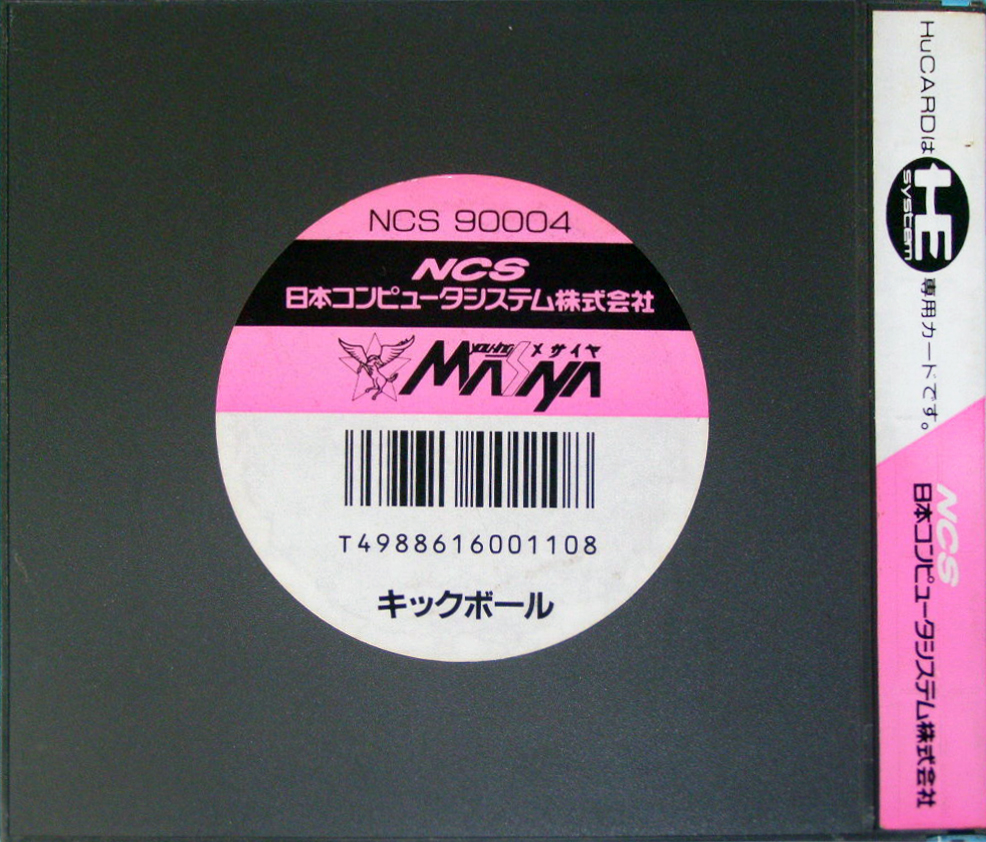 NCS 90004
NCS
日本コンピュータシステム株式会社
young メサイヤ
MASAYA
T4988616001108
キックボール
HuCARDは
HE
system
専用カードです。
NCS
日本コンピュータシステム株式会社